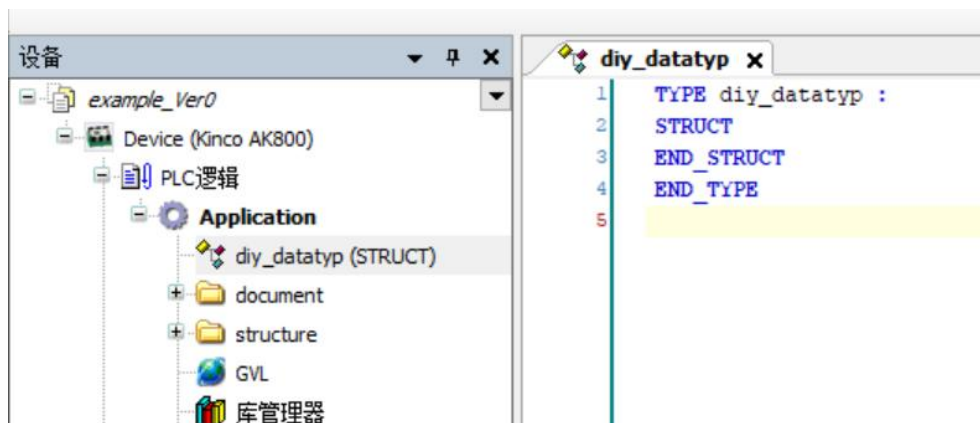 设备
example_Ver0
Device (Kinco AK800)
PLC逻辑
Application
diy_datatyp (STRUCT)
document
structure
GVL
库管理器
diy_datatyp
1 TYPE diy_datatyp :
2 STRUCT
3 END_STRUCT
4 END_TYPE
5